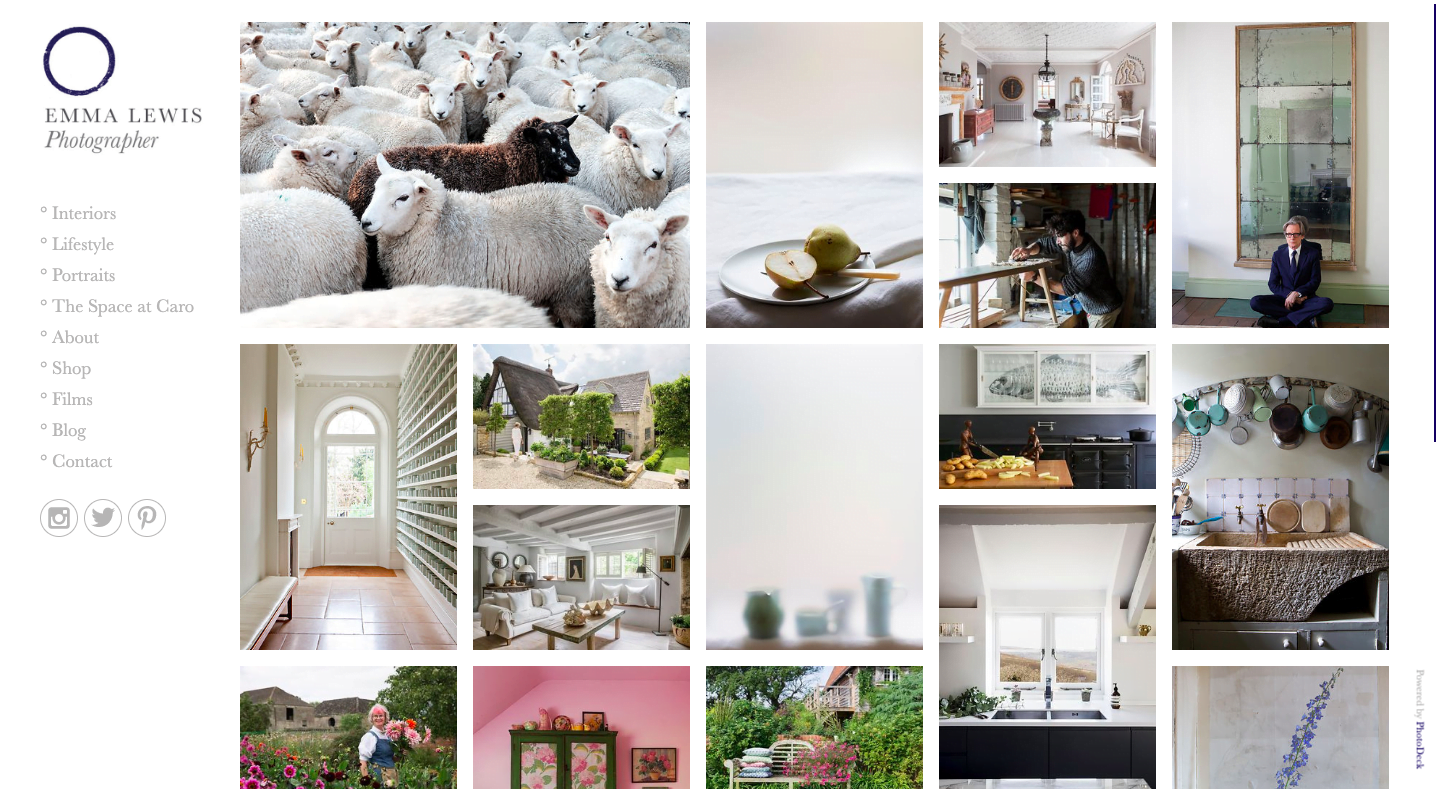 EMMA LEWIS
Photographer
° Interiors
° Lifestyle
° Portraits
° The Space at Caro
° About
° Shop
° Films
° Blog
° Contact
Powered by PhotoDeck